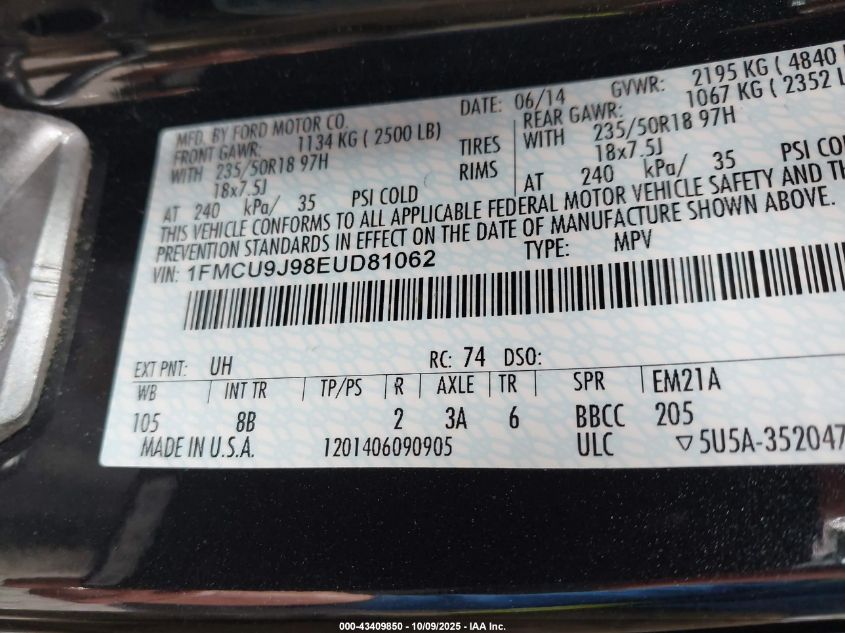 MFD. BY FORD MOTOR CO.
DATE: 06/14
GVWR: 2195 KG ( 4840
FRONT GAWR: 1134 KG ( 2500 LB)
REAR GAWR: 1067 KG ( 2352 L
WITH 235/50R18 97H TIRES
WITH 235/50R18 97H
18x7.5J RIMS
18x7.5J
AT 240 kPa/ 35 PSI COLD
AT 240 kPa/ 35 PSI COL
THIS VEHICLE CONFORMS TO ALL APPLICABLE FEDERAL MOTOR VEHICLE SAFETY AND TH
PREVENTION STANDARDS IN EFFECT ON THE DATE OF MANUFACTURE SHOWN ABOVE.
VIN: 1FMCU9J98EUD81062
TYPE: MPV
EXT PNT: UH RC: 74 DSO:
WB INT TR TP/PS R AXLE TR SPR EM21A
105 8B 2 3A 6 BBCC 205
MADE IN U.S.A. 1201406090905 ULC 5U5A-352047
000-43409850 - 10/09/2025 - IAA Inc.